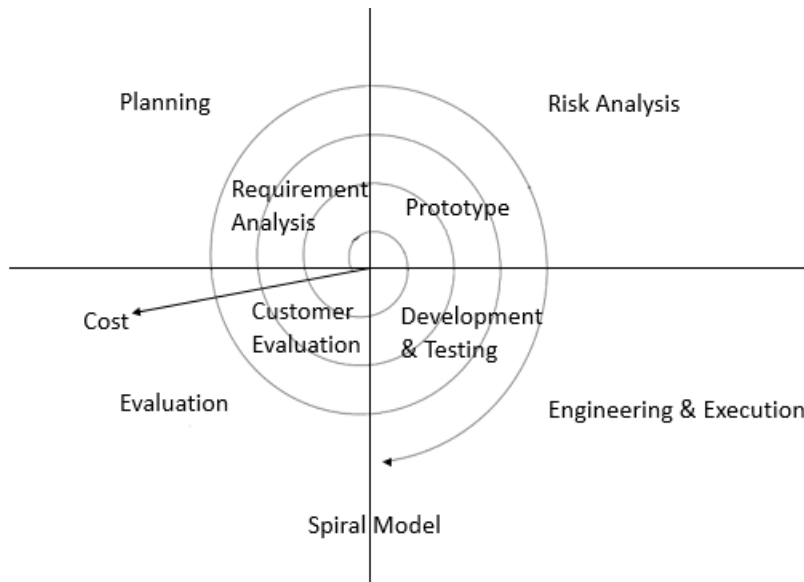 Planning
Risk Analysis
Requirement
Analysis
Prototype
Cost
Customer
Evaluation
Development
& Testing
Evaluation
Engineering & Execution
Spiral Model